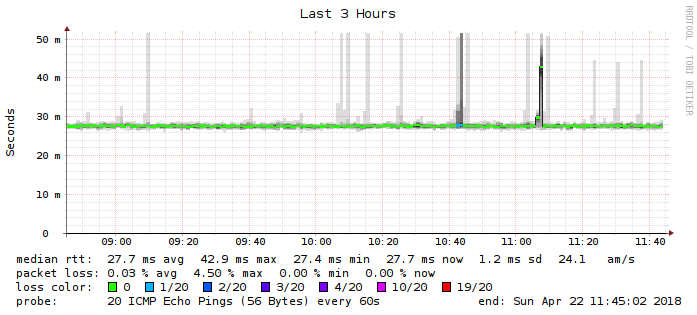 Last 3 Hours
RRDTOOL / TOBI OETIKER
Seconds
50 m
40 m
30 m
20 m
10 m
0
09:00 09:20 09:40 10:00 10:20 10:40 11:00 11:20 11:40
median rtt: 27.7 ms avg 42.9 ms max 27.4 ms min 27.7 ms now 1.2 ms sd 24.1 am/s
packet loss: 0.03 % avg 4.50 % max 0.00 % min 0.00 % now
loss color: 0 1/20 2/20 3/20 4/20 10/20 19/20
probe: 20 ICMP Echo Pings (56 Bytes) every 60s end: Sun Apr 22 11:45:02 2018